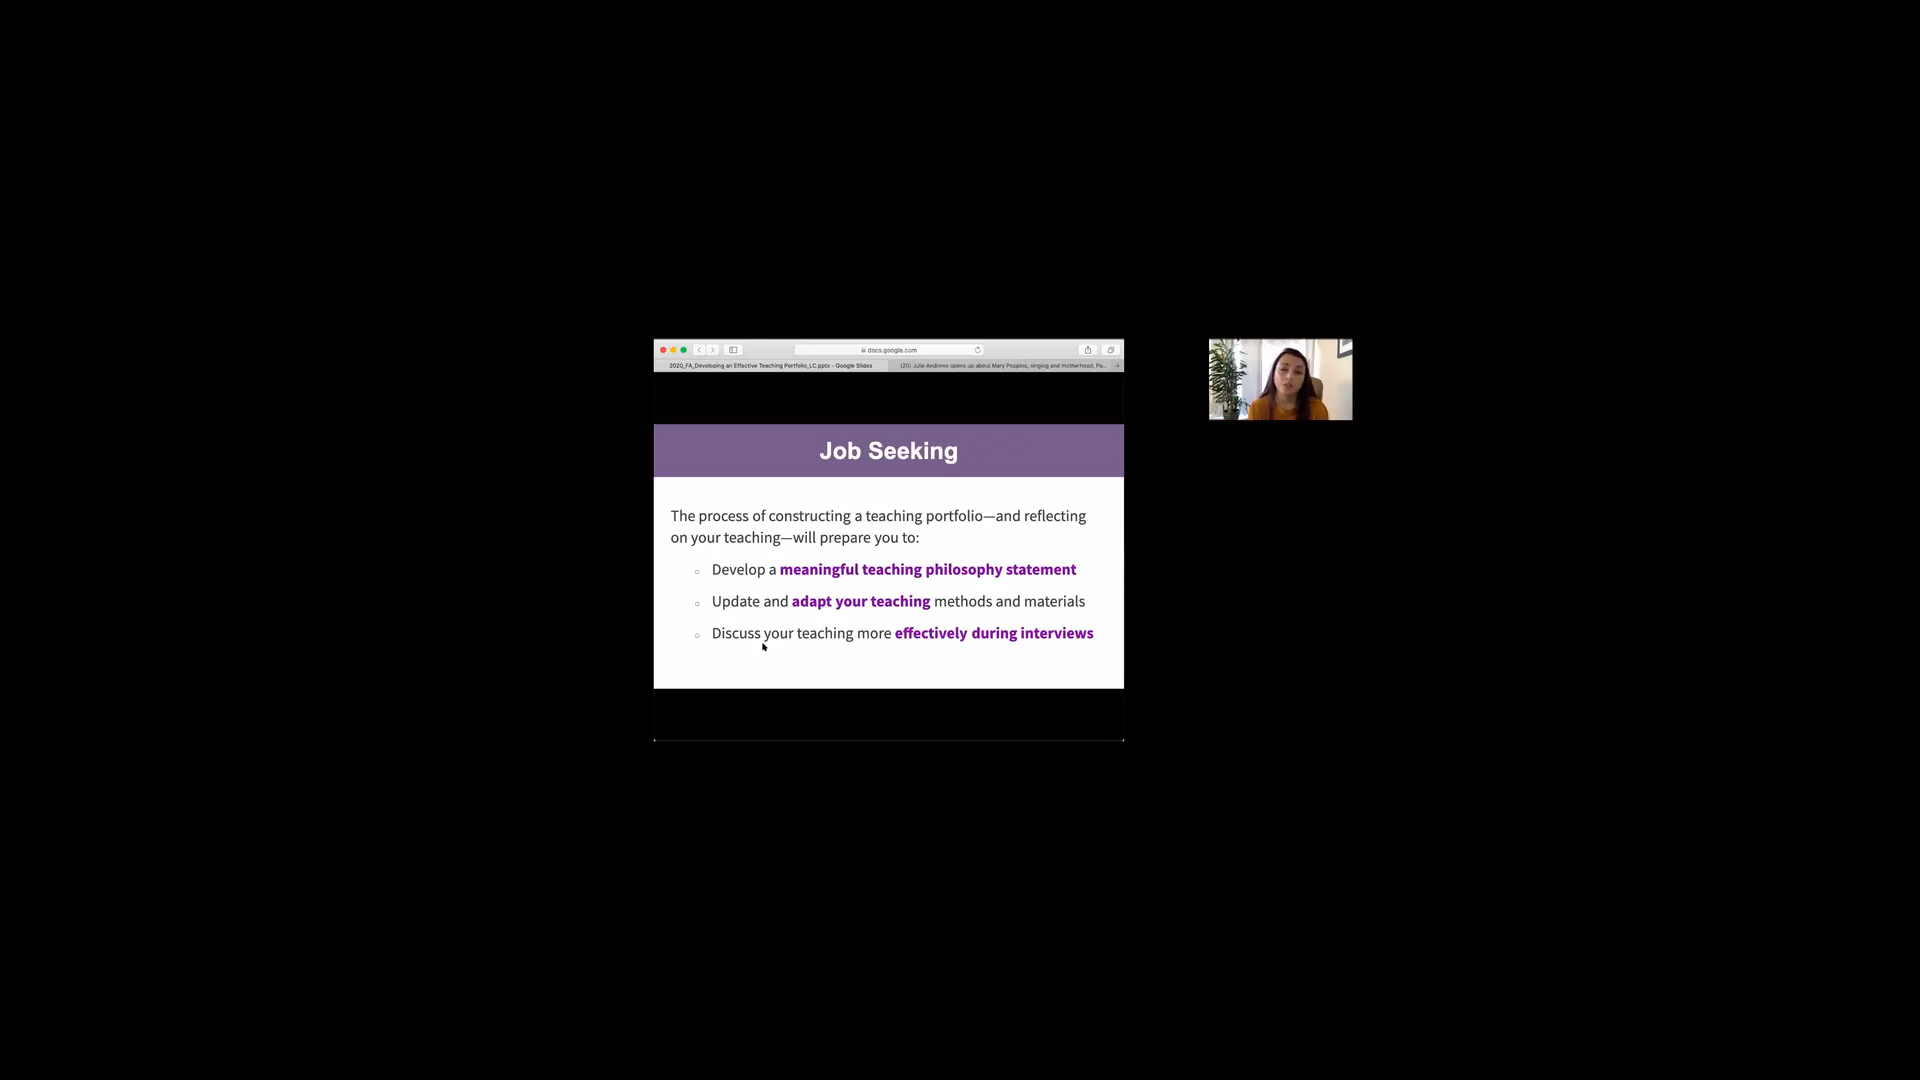 docs.google.com
2020_FA_Developing an Effective Teaching Portfolio_LC.pptx - Google Slides
(25) Julie Andrews opens up about Mary Poppins, singing and motherhood, Pa...
Job Seeking
The process of constructing a teaching portfolio—and reflecting
on your teaching—will prepare you to:
Develop a meaningful teaching philosophy statement
Update and adapt your teaching methods and materials
Discuss your teaching more effectively during interviews